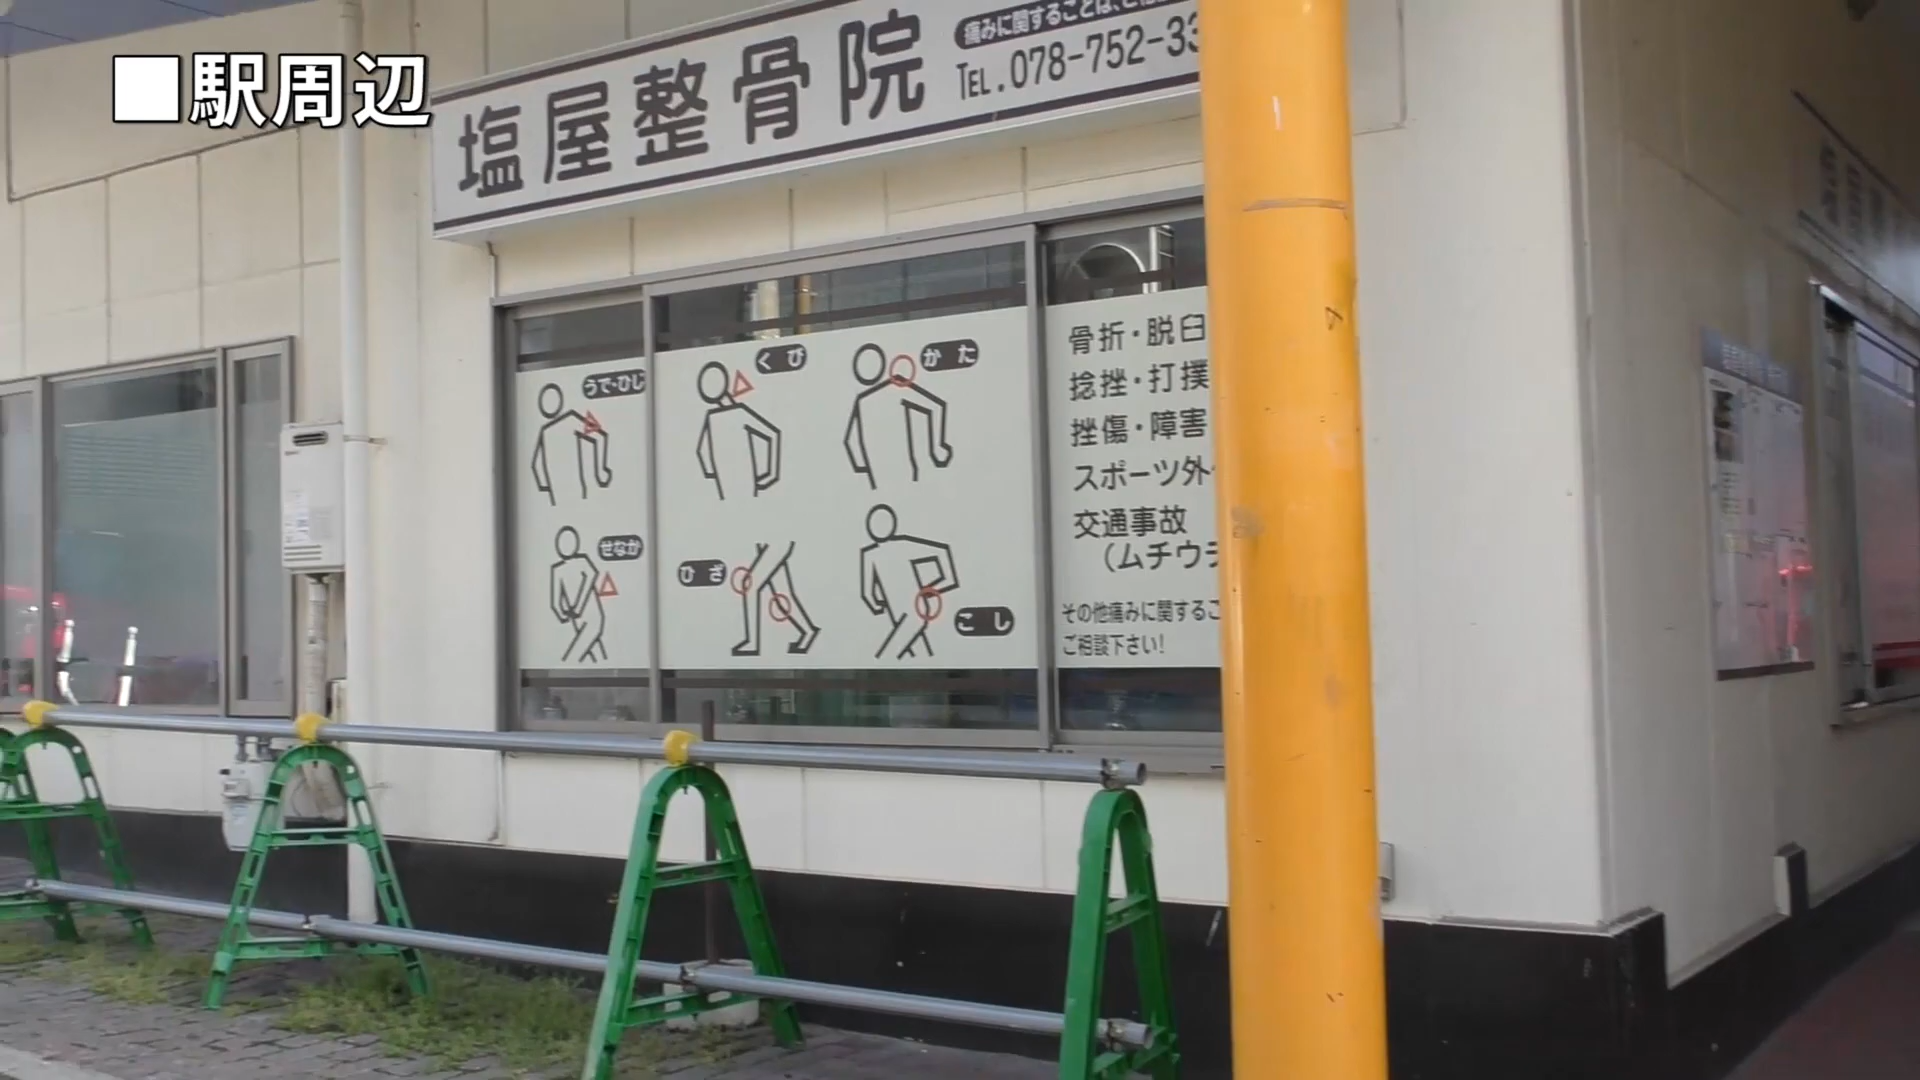 ■駅周辺
塩屋整骨院
痛みに関することは、
TEL.078-752-33
うで・ひじ
くび
かた
せなか
ひざ
こし
骨折・脱臼
捻挫・打撲
挫傷・障害
スポーツ外
交通事故
(ムチウチ
その他痛みに関するこ
ご相談下さい!